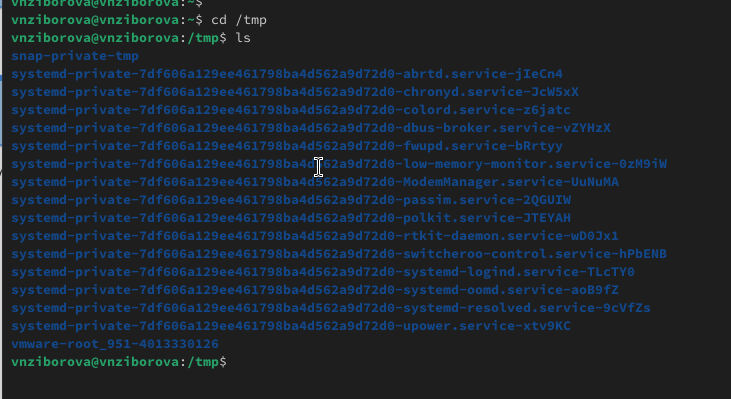 vnziborova@vnziborova:~$
vnziborova@vnziborova:~$ cd /tmp
vnziborova@vnziborova:/tmp$ ls
snap-private-tmp
systemd-private-7df606a129ee461798ba4d562a9d72d0-abrtd.service-jIeCn4
systemd-private-7df606a129ee461798ba4d562a9d72d0-chronyd.service-JcW5xX
systemd-private-7df606a129ee461798ba4d562a9d72d0-colord.service-z6jatc
systemd-private-7df606a129ee461798ba4d562a9d72d0-dbus-broker.service-vZYHzX
systemd-private-7df606a129ee461798ba4d562a9d72d0-fwupd.service-bRrtyy
systemd-private-7df606a129ee461798ba4d562a9d72d0-low-memory-monitor.service-0zM9iW
systemd-private-7df606a129ee461798ba4d562a9d72d0-ModemManager.service-UuNuMA
systemd-private-7df606a129ee461798ba4d562a9d72d0-passim.service-2QGUIW
systemd-private-7df606a129ee461798ba4d562a9d72d0-polkit.service-JTEYAH
systemd-private-7df606a129ee461798ba4d562a9d72d0-rtkit-daemon.service-wD0Jx1
systemd-private-7df606a129ee461798ba4d562a9d72d0-switcheroo-control.service-hPbENB
systemd-private-7df606a129ee461798ba4d562a9d72d0-systemd-logind.service-TLcTY0
systemd-private-7df606a129ee461798ba4d562a9d72d0-systemd-oomd.service-aoB9fZ
systemd-private-7df606a129ee461798ba4d562a9d72d0-systemd-resolved.service-9cVfZs
systemd-private-7df606a129ee461798ba4d562a9d72d0-upower.service-xtv9KC
vmware-root_951-4013330126
vnziborova@vnziborova:/tmp$